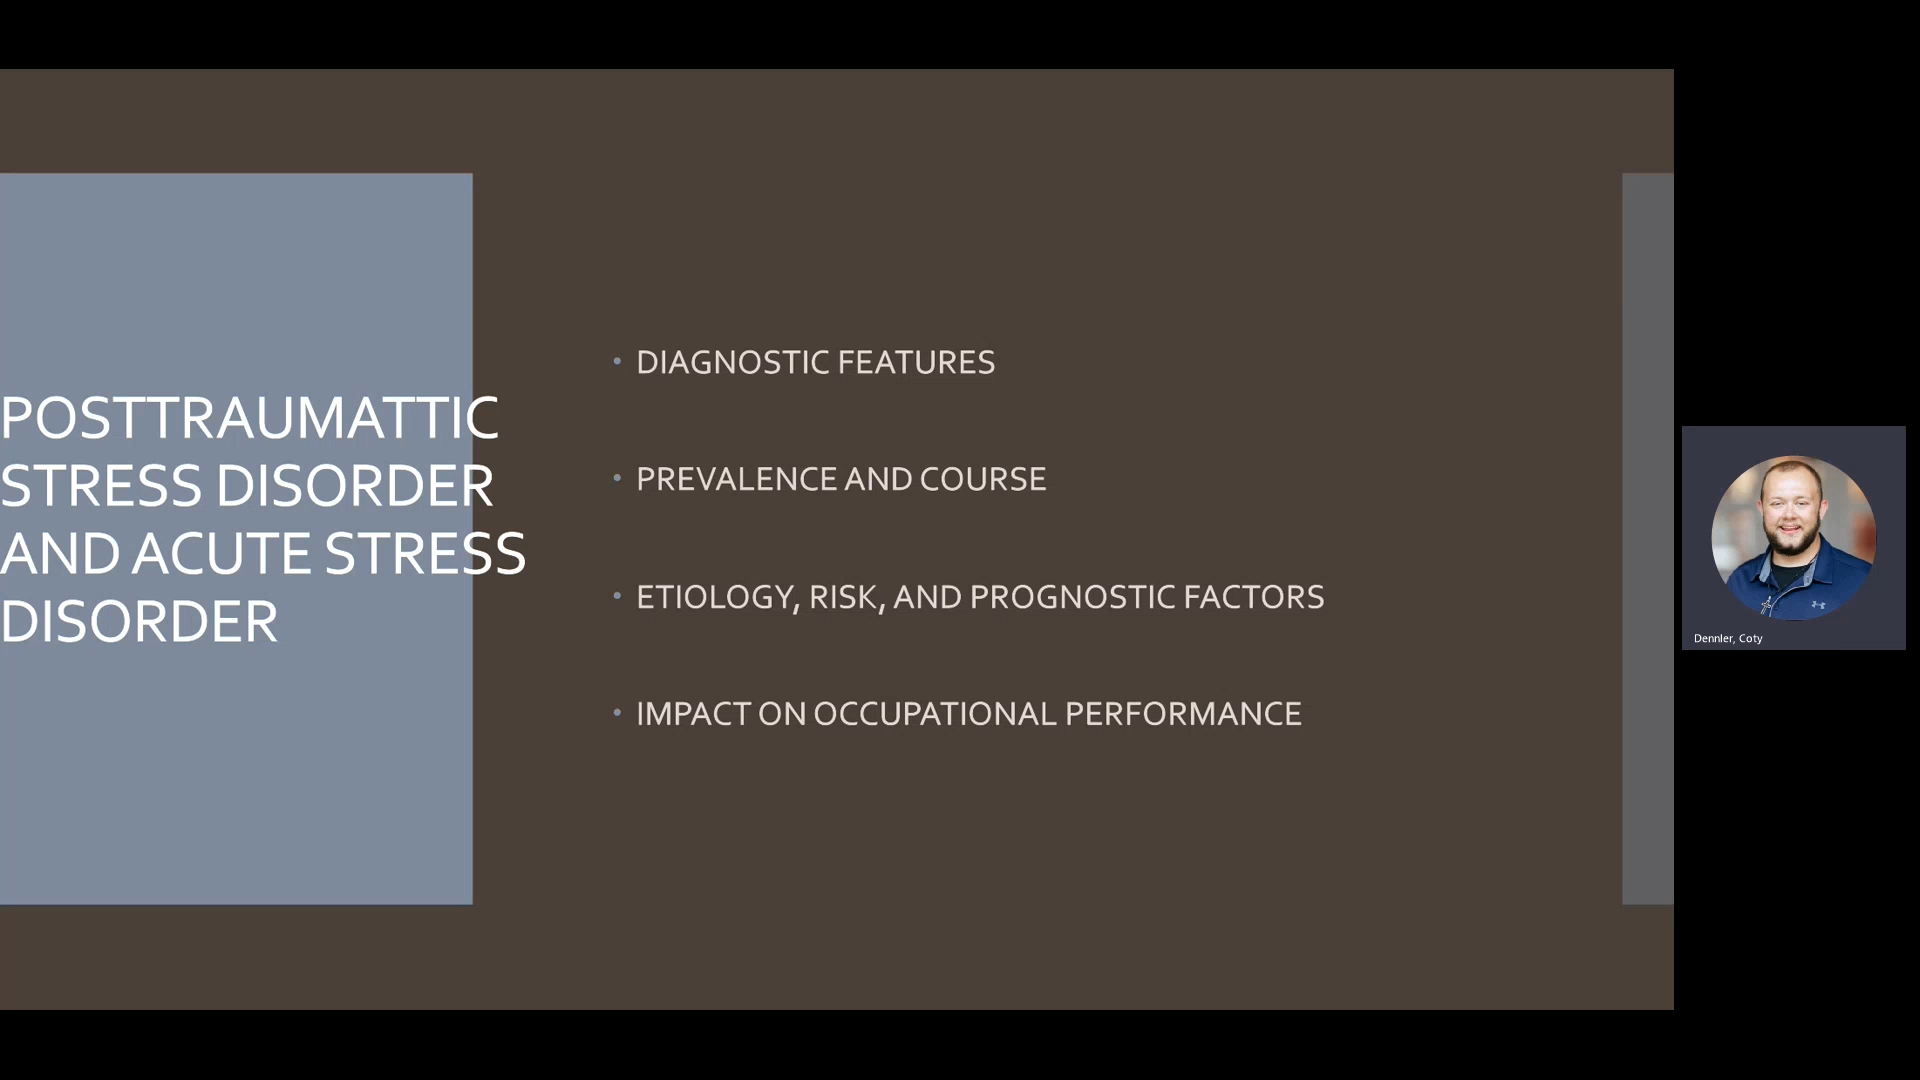 POSTTRAUMATTIC
STRESS DISORDER
AND ACUTE STRESS
DISORDER
• DIAGNOSTIC FEATURES
• PREVALENCE AND COURSE
• ETIOLOGY, RISK, AND PROGNOSTIC FACTORS
• IMPACT ON OCCUPATIONAL PERFORMANCE
Dennler, Coty